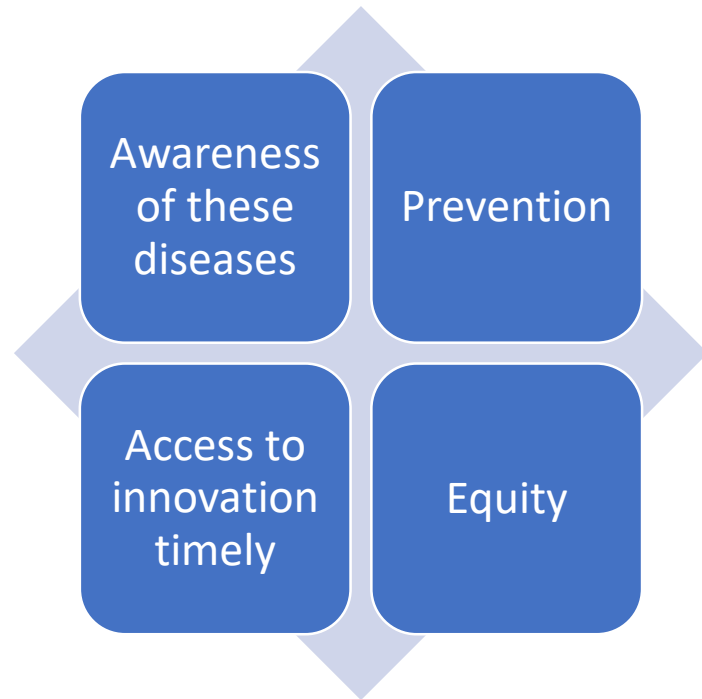 Awareness
of these
diseases
Prevention
Access to
innovation
timely
Equity